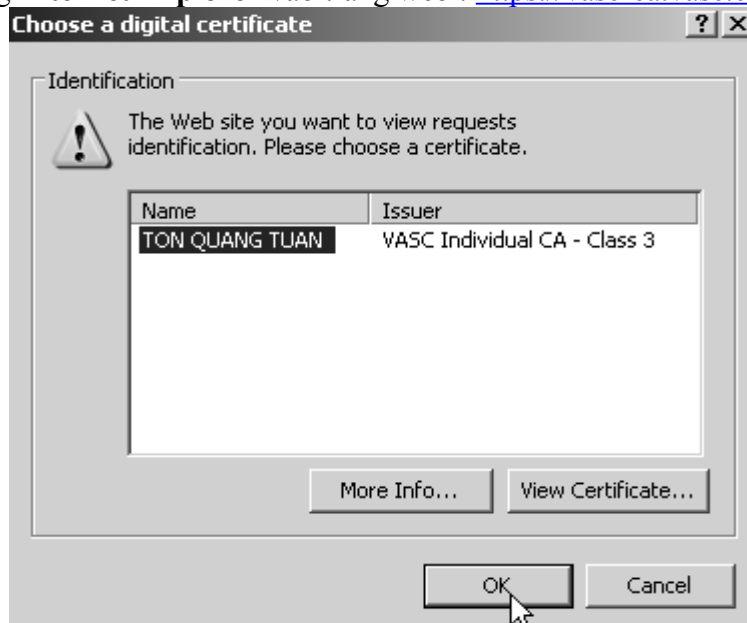 Choose a digital certificate
Identification
The Web site you want to view requests
identification. Please choose a certificate.
Name Issuer
TON QUANG TUAN VASC Individual CA - Class 3
More Info... View Certificate...
OK Cancel